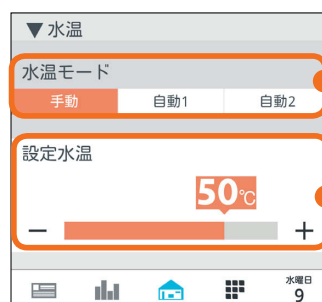 ▼水温
水温モード
手動 自動1 自動2
設定水温
50℃
− +
水曜日
9